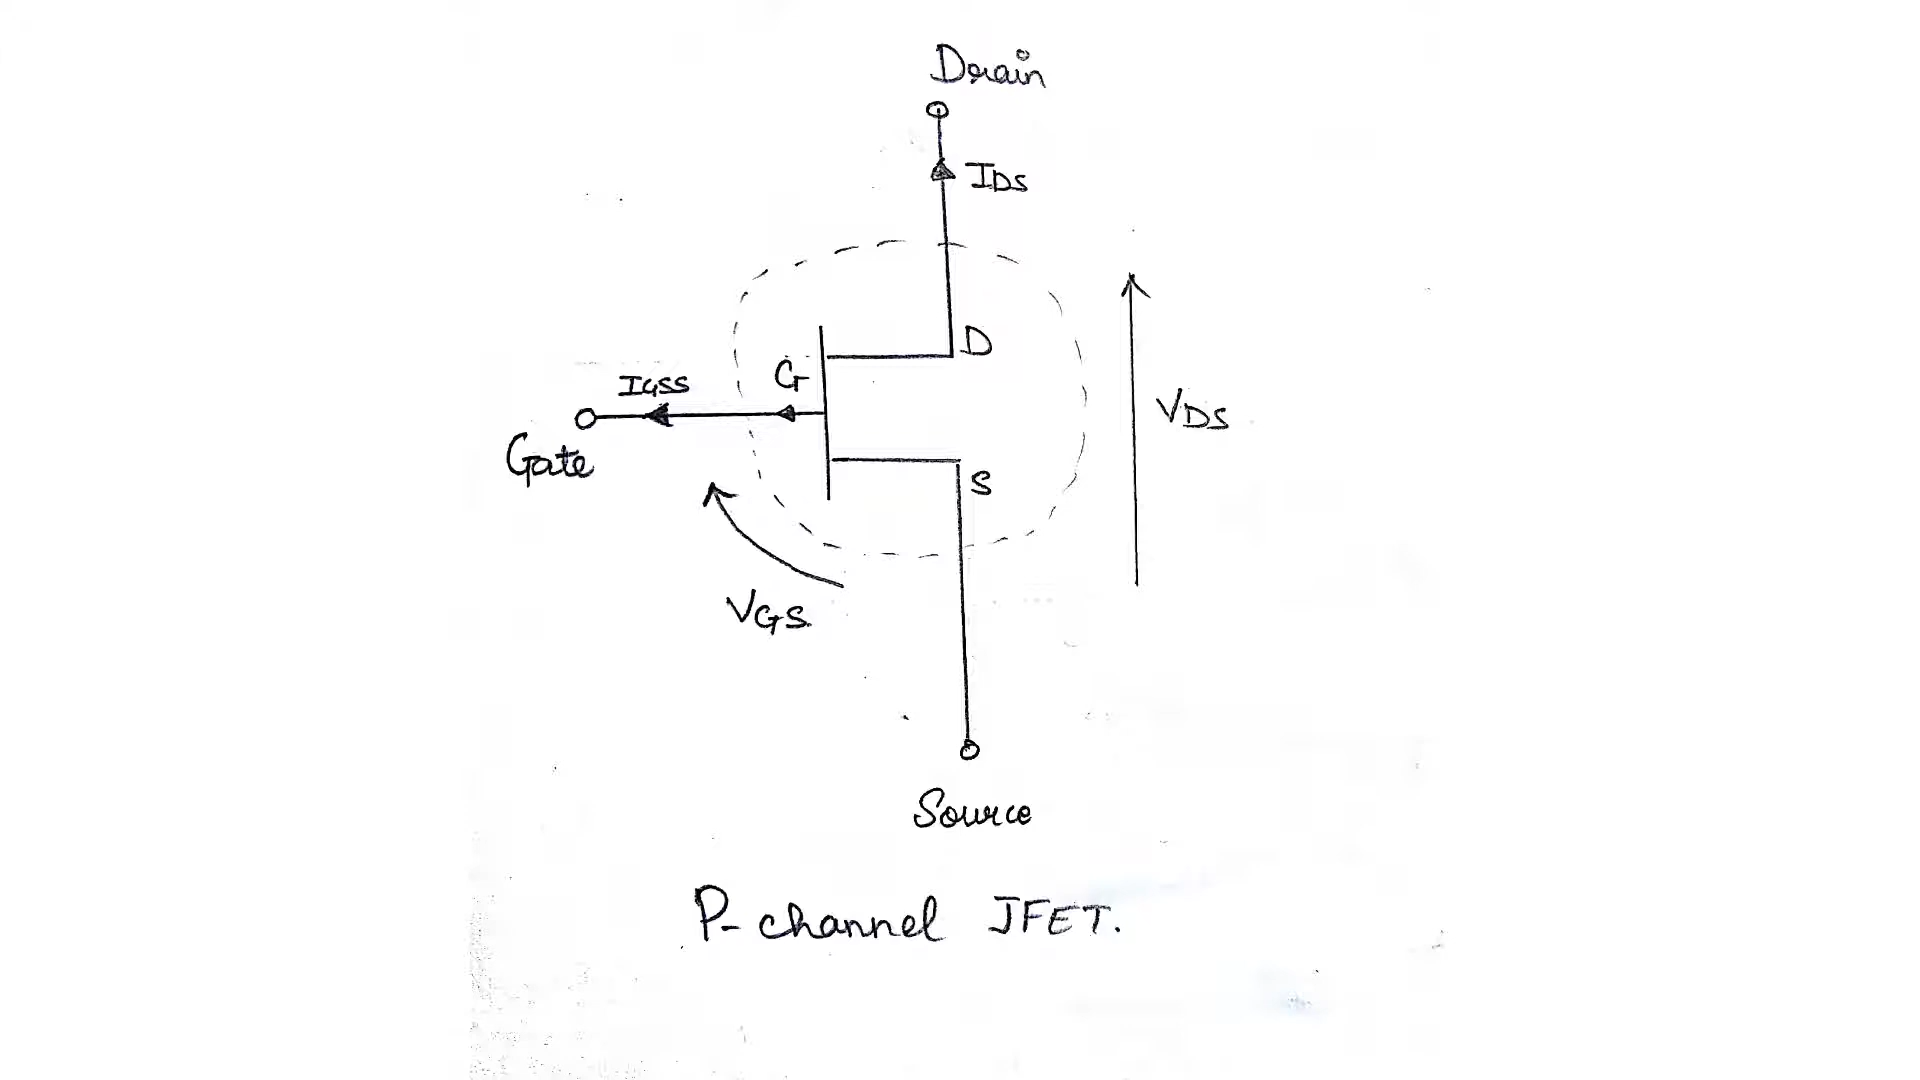 Drain
IDS
D
G
IGSS
Gate
VDS
S
VGS
Source
P-channel JFET.